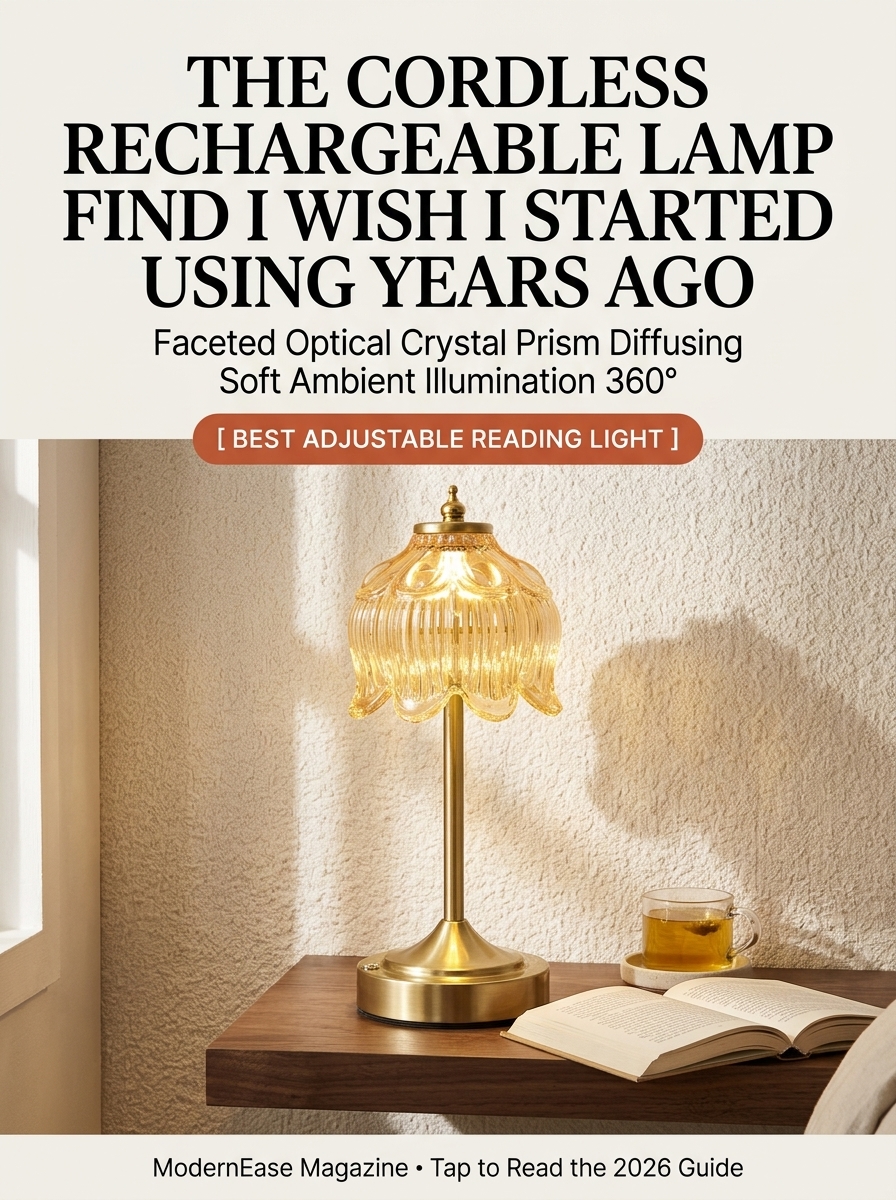 THE CORDLESS
RECHARGEABLE LAMP
FIND I WISH I STARTED
USING YEARS AGO
Faceted Optical Crystal Prism Diffusing
Soft Ambient Illumination 360°
[ BEST ADJUSTABLE READING LIGHT ]
ModernEase Magazine • Tap to Read the 2026 Guide